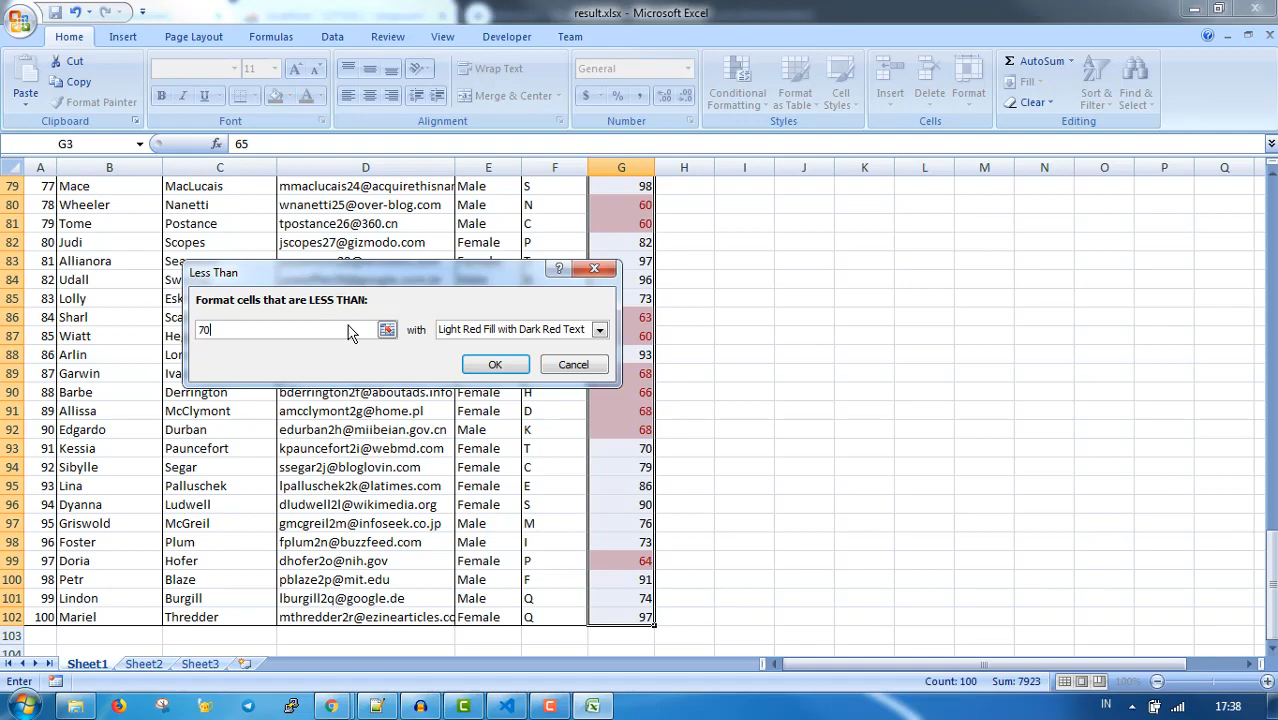 result.xlsx - Microsoft Excel
Home Insert Page Layout Formulas Data Review View Developer Team
Cut
Copy
Format Painter
Paste
Clipboard
11
Font
Wrap Text
Merge & Center
Alignment
General
Number
Conditional Formatting
Format as Table
Cell Styles
Styles
Insert Delete Format
Cells
AutoSum
Fill
Clear
Sort & Filter
Find & Select
Editing
G3 fx 65
A B C D E F G H I J K L M N O P Q
79 77 Mace MacLucais mmaclucais24@acquirethisnar Male S 98
80 78 Wheeler Nanetti wnanetti25@over-blog.com Male N 60
81 79 Tome Postance tpostance26@360.cn Male C 60
82 80 Judi Scopes jscopes27@gizmodo.com Female P 82
83 81 Allianora Sea 97
84 82 Udall Sw 96
85 83 Lolly Esk 73
86 84 Sharl Sca 63
87 85 Wiatt He 60
88 86 Arlin Lor 93
89 87 Garwin Iva 68
90 88 Barbe Derrington bderrington2f@aboutads.info Female H 66
91 89 Allissa McClymont amcclymont2g@home.pl Female D 68
92 90 Edgardo Durban edurban2h@miibeian.gov.cn Male K 68
93 91 Kessia Pauncefort kpauncefort2i@webmd.com Female T 70
94 92 Sibylle Segar ssegar2j@bloglovin.com Female C 79
95 93 Lina Palluschek lpalluschek2k@latimes.com Female E 86
96 94 Dyanna Ludwell dludwell2l@wikimedia.org Female S 90
97 95 Griswold McGreil gmcgreil2m@infoseek.co.jp Male M 76
98 96 Foster Plum fplum2n@buzzfeed.com Male I 73
99 97 Doria Hofer dhofer2o@nih.gov Female P 64
100 98 Petr Blaze pblaze2p@mit.edu Male F 91
101 99 Lindon Burgill lburgill2q@google.de Male Q 74
102 100 Mariel Thredder mthredder2r@ezinearticles.cc Female Q 97
103
104
Less Than
Format cells that are LESS THAN:
70 with Light Red Fill with Dark Red Text
OK Cancel
Sheet1 Sheet2 Sheet3
Enter Count: 100 Sum: 7923 100%
IN 17:38